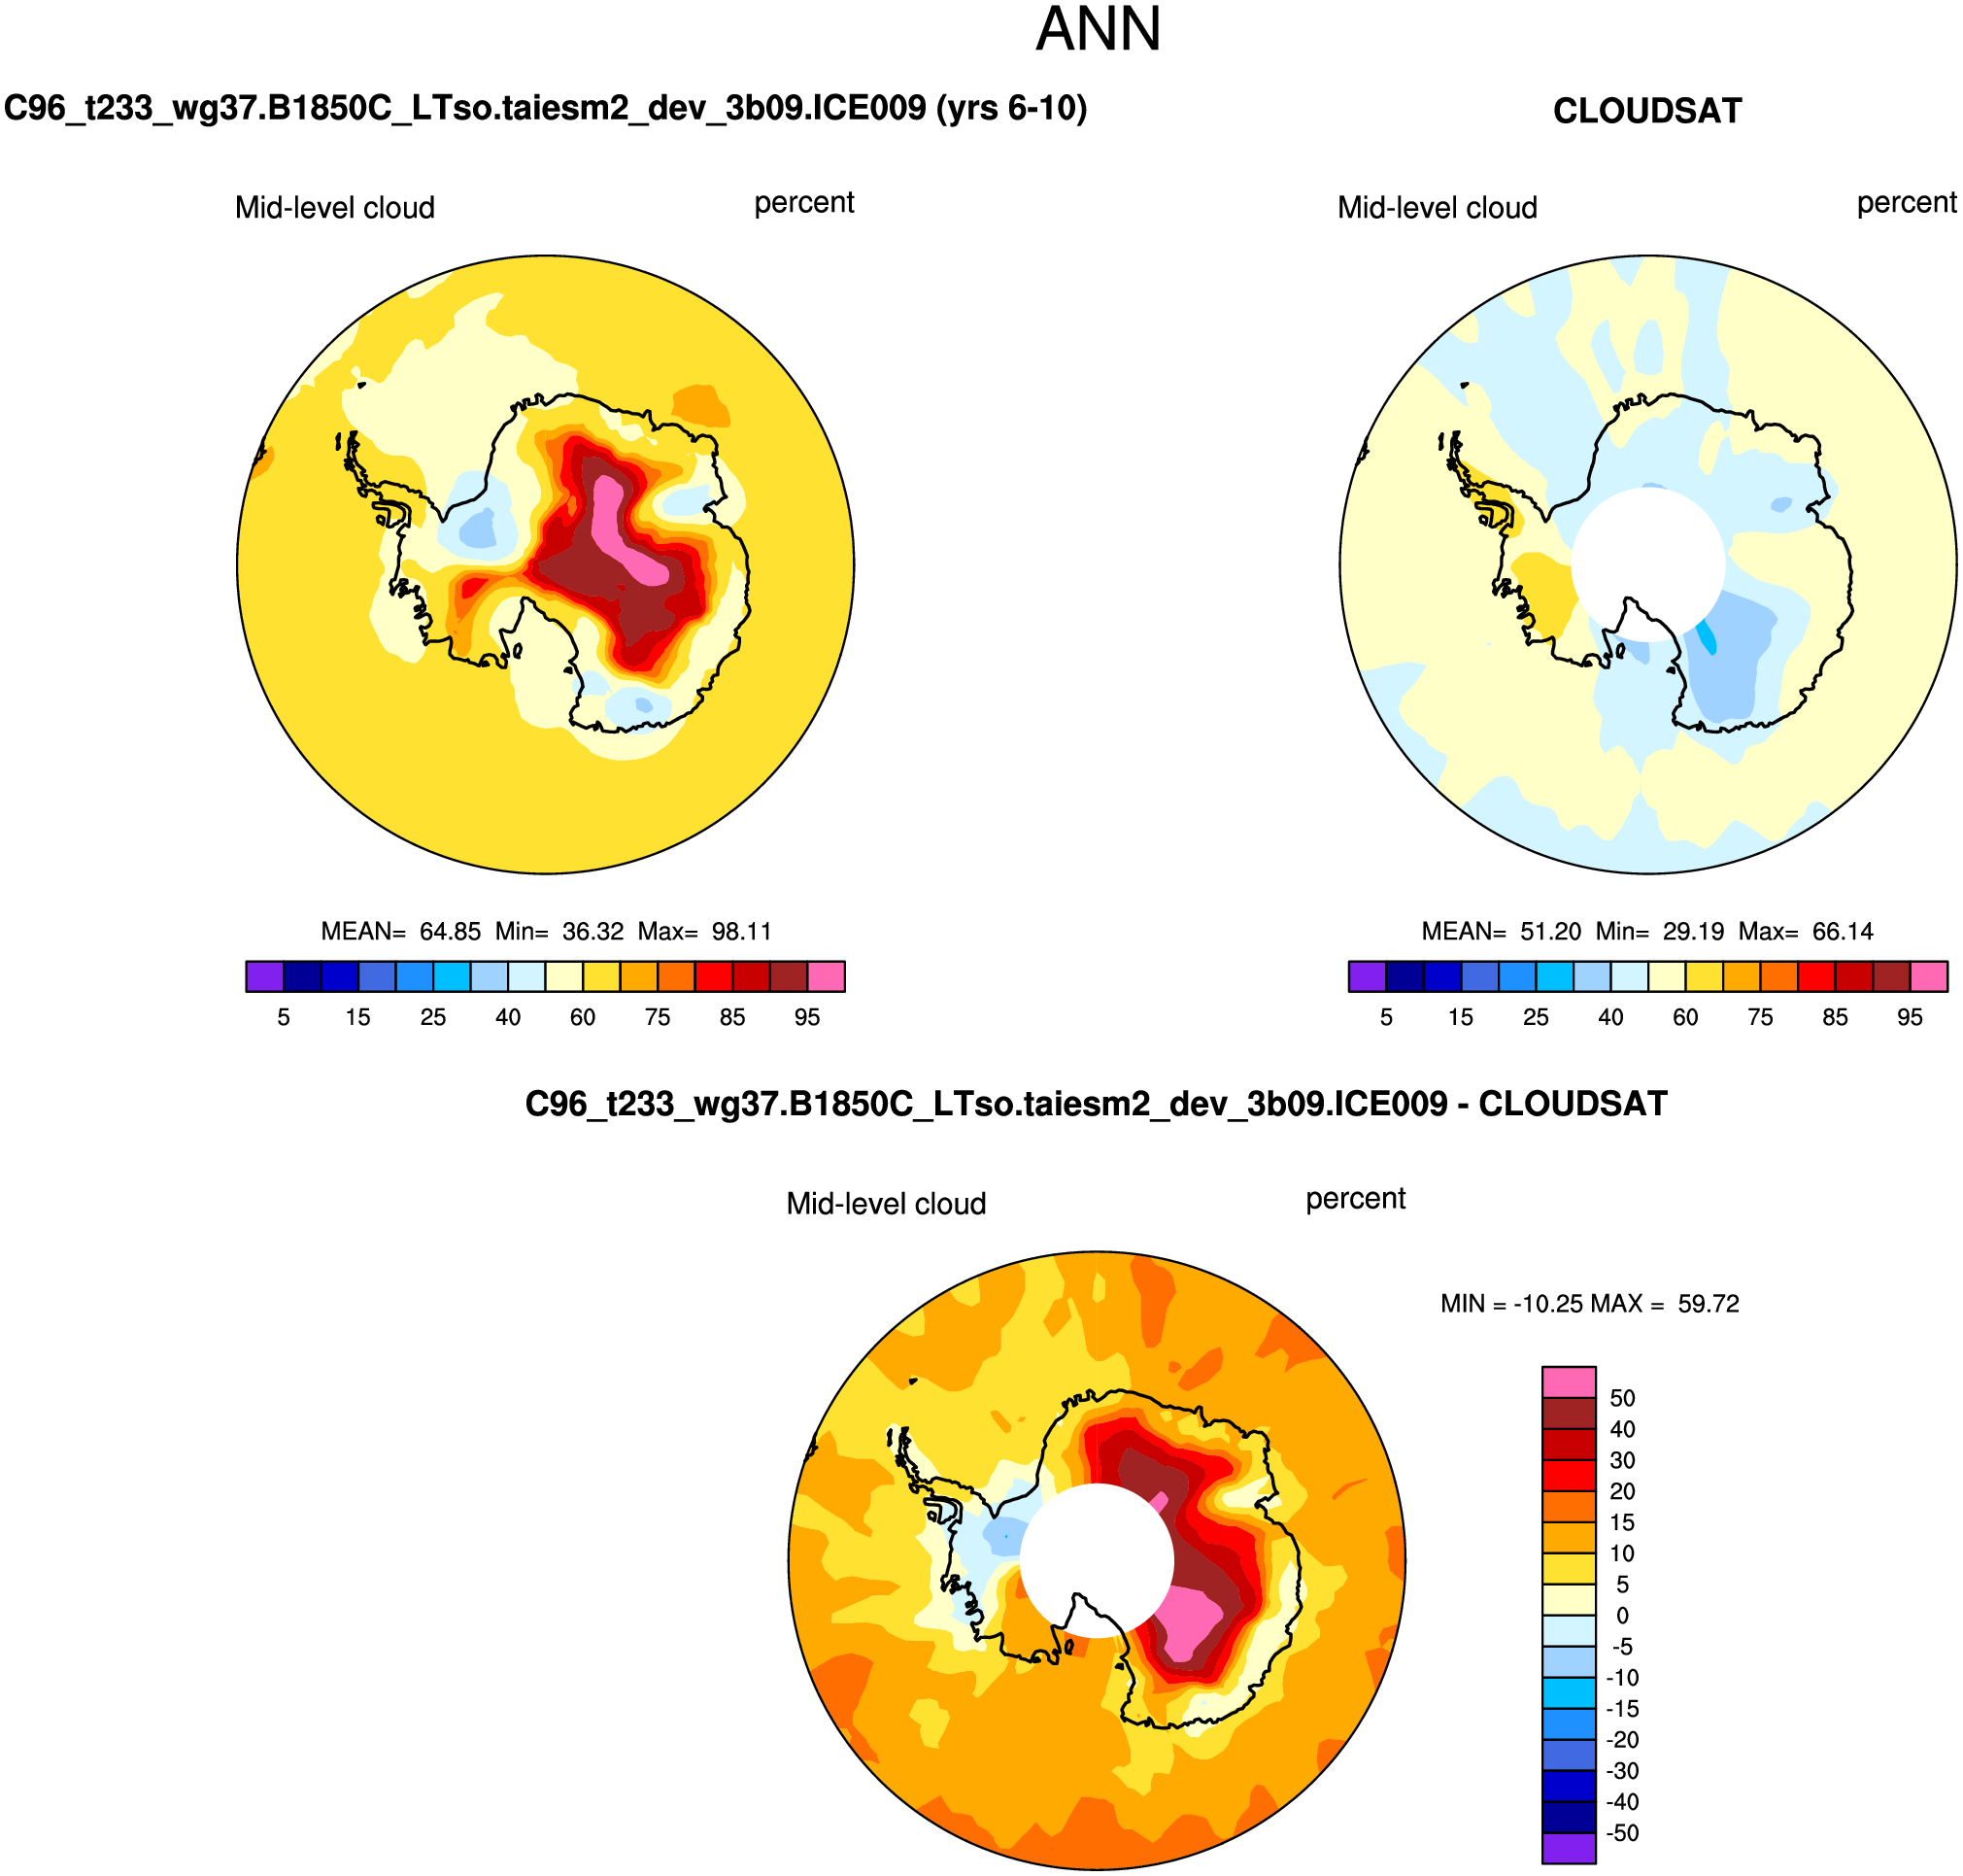 ANN
C96_t233_wg37.B1850C_LTso.taiesm2_dev_3b09.ICE009 (yrs 6-10)
CLOUDSAT
Mid-level cloud percent
Mid-level cloud percent
MEAN= 64.85 Min= 36.32 Max= 98.11
MEAN= 51.20 Min= 29.19 Max= 66.14
5 15 25 40 60 75 85 95
5 15 25 40 60 75 85 95
C96_t233_wg37.B1850C_LTso.taiesm2_dev_3b09.ICE009 - CLOUDSAT
Mid-level cloud percent
MIN = -10.25 MAX = 59.72
50
40
30
20
15
10
5
0
-5
-10
-15
-20
-30
-40
-50